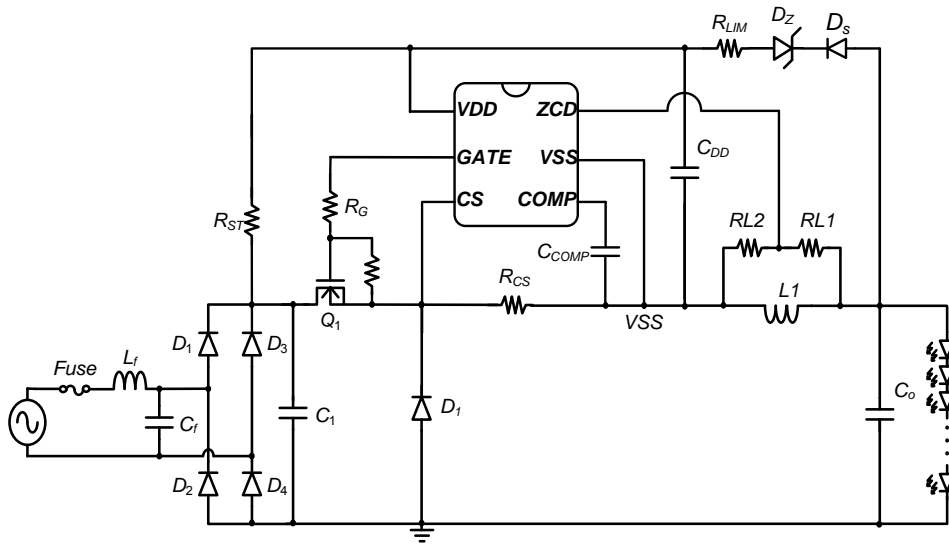 R_LIM
D_Z
D_s
VDD
ZCD
GATE
VSS
CS
COMP
C_DD
R_ST
R_G
C_COMP
RL2
RL1
Q_1
R_CS
VSS
L1
D_1
D_3
Fuse
L_f
C_f
C_1
D_1
C_o
D_2
D_4